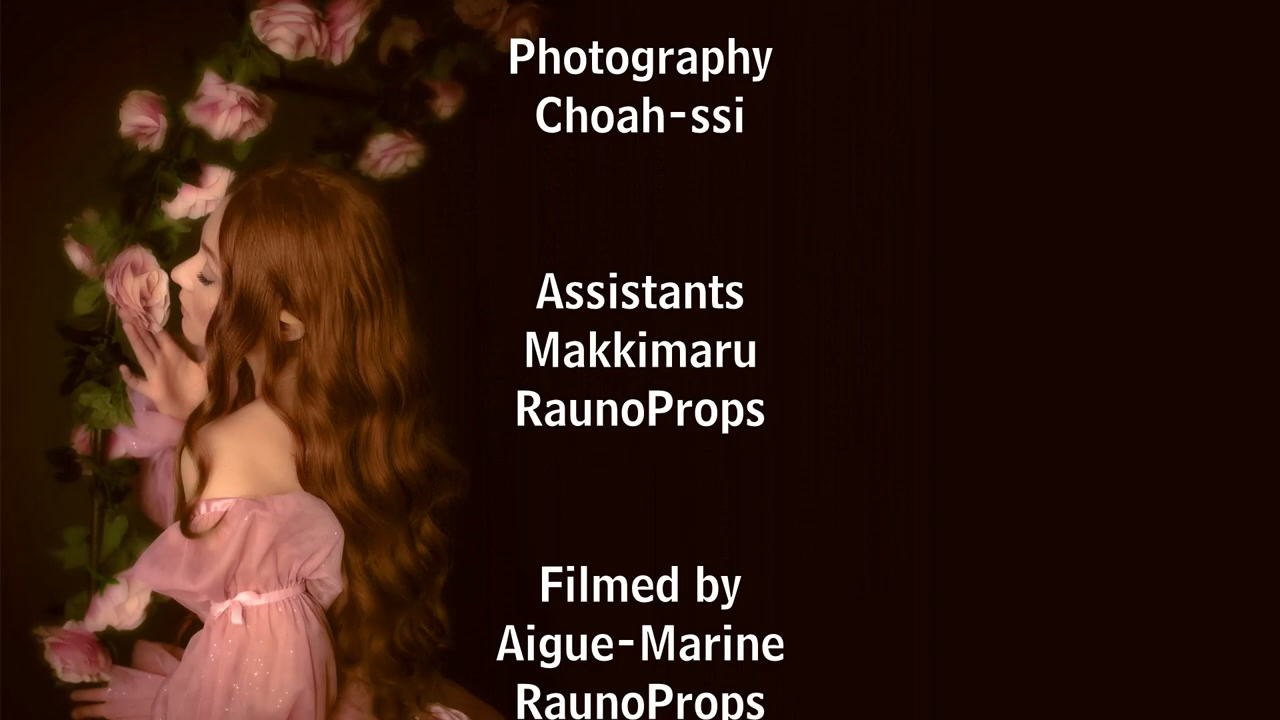 Photography
Choah-ssi
Assistants
Makkimaru
RaunoProps
Filmed by
Aigue-Marine
RaunoProps